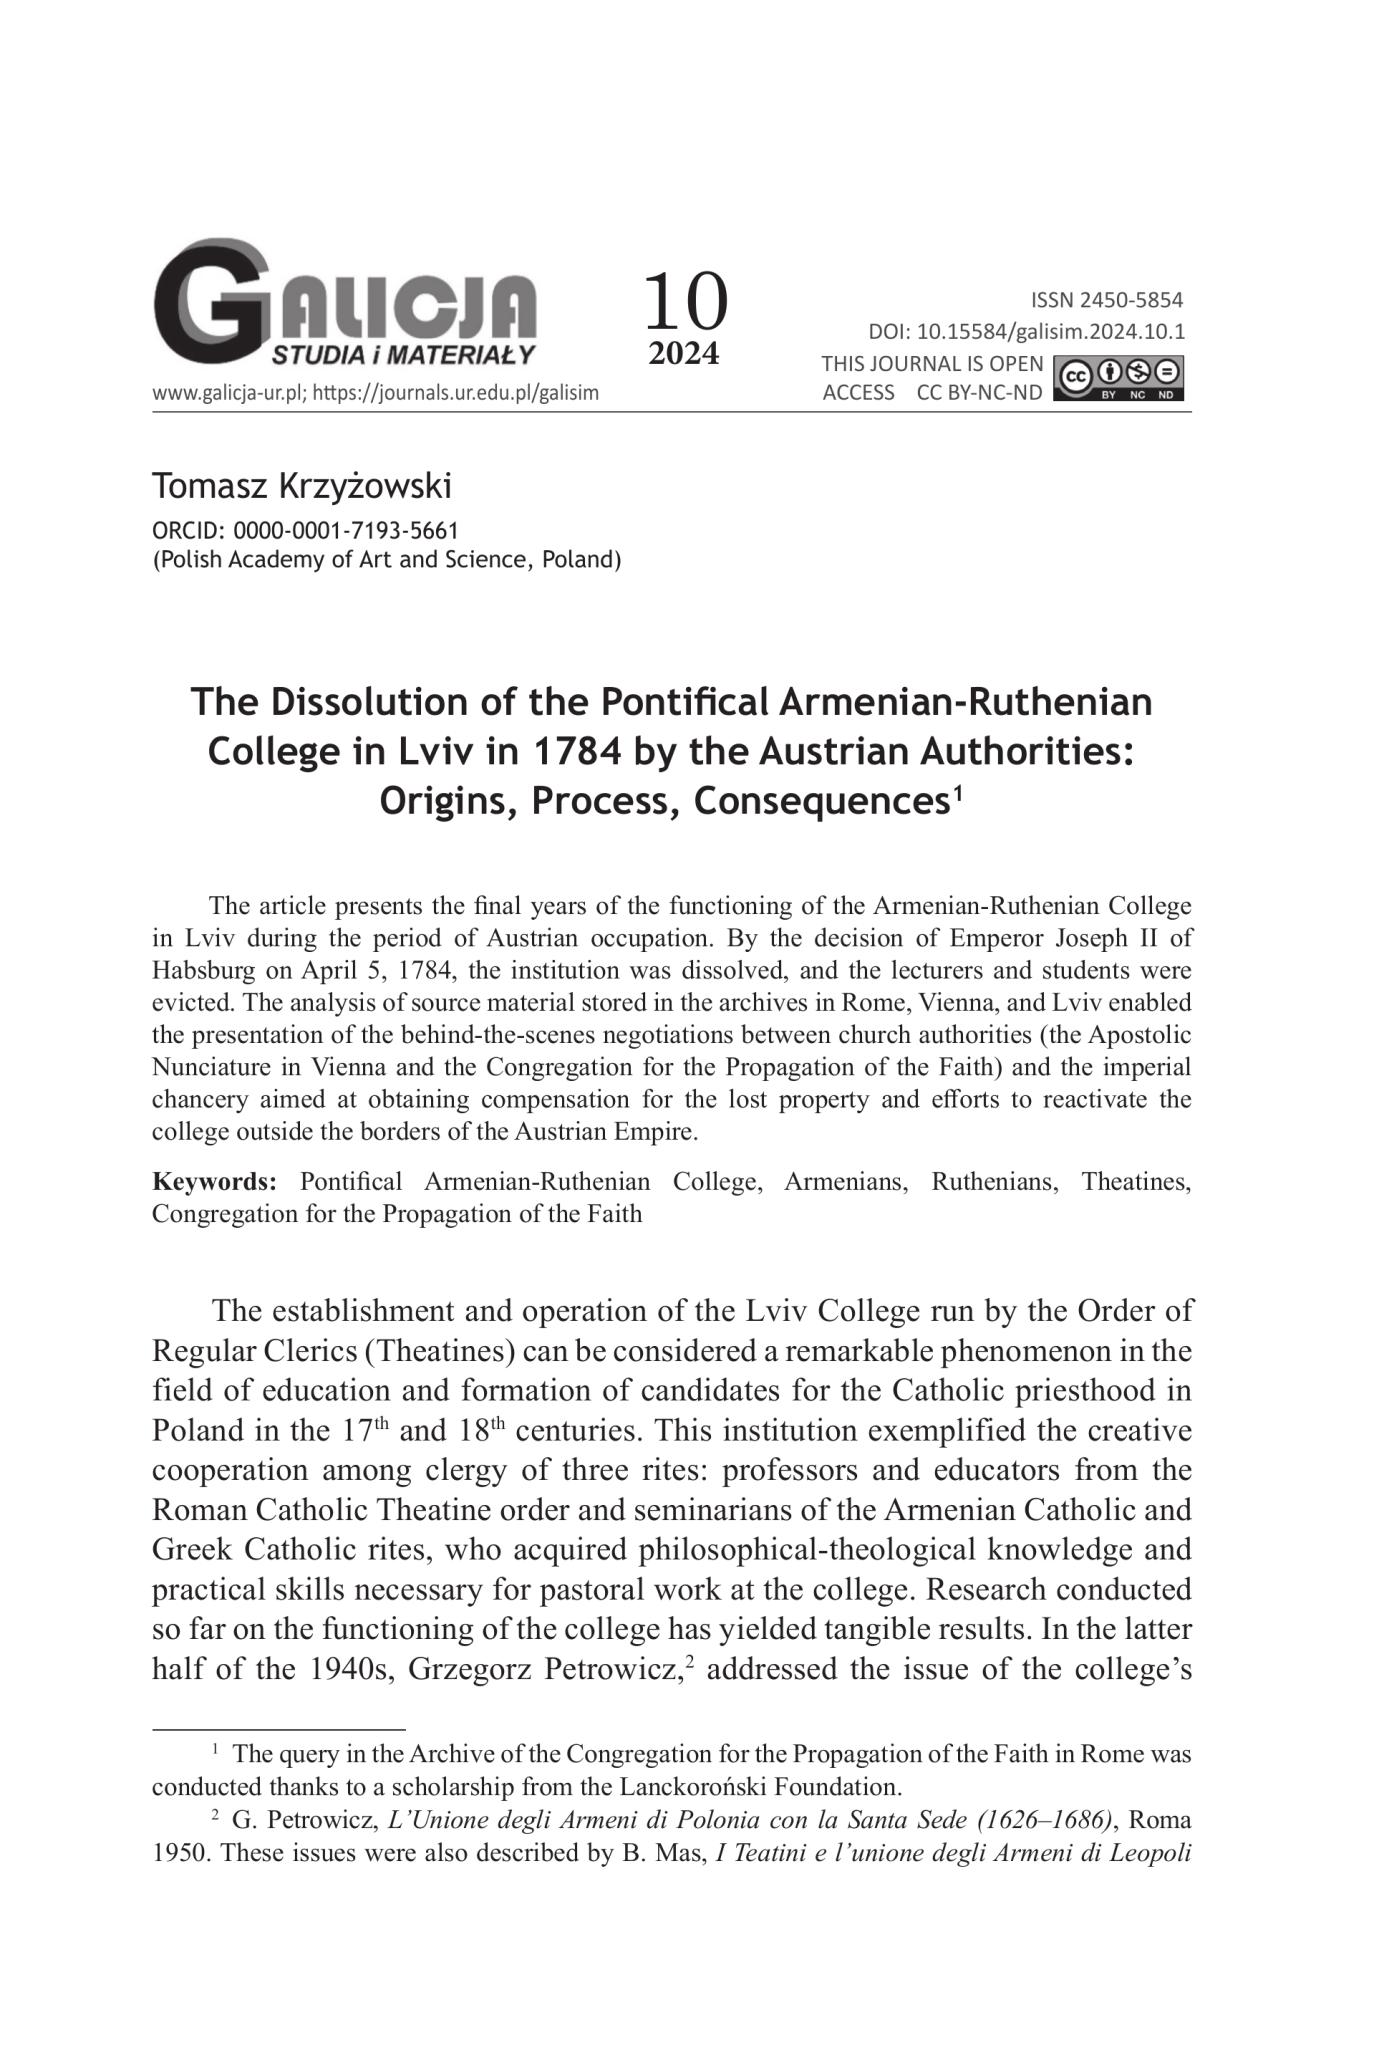 GALICJA
STUDIA i MATERIAŁY
www.galicja-ur.pl; https://journals.ur.edu.pl/galisim
10
2024
ISSN 2450-5854
DOI: 10.15584/galisim.2024.10.1
THIS JOURNAL IS OPEN
ACCESS CC BY-NC-ND
cc BY NC ND
Tomasz Krzyżowski
ORCID: 0000-0001-7193-5661
(Polish Academy of Art and Science, Poland)
The Dissolution of the Pontifical Armenian-Ruthenian
College in Lviv in 1784 by the Austrian Authorities:
Origins, Process, Consequences¹
The article presents the final years of the functioning of the Armenian-Ruthenian College
in Lviv during the period of Austrian occupation. By the decision of Emperor Joseph II of
Habsburg on April 5, 1784, the institution was dissolved, and the lecturers and students were
evicted. The analysis of source material stored in the archives in Rome, Vienna, and Lviv enabled
the presentation of the behind-the-scenes negotiations between church authorities (the Apostolic
Nunciature in Vienna and the Congregation for the Propagation of the Faith) and the imperial
chancery aimed at obtaining compensation for the lost property and efforts to reactivate the
college outside the borders of the Austrian Empire.
Keywords: Pontifical Armenian-Ruthenian College, Armenians, Ruthenians, Theatines,
Congregation for the Propagation of the Faith
The establishment and operation of the Lviv College run by the Order of
Regular Clerics (Theatines) can be considered a remarkable phenomenon in the
field of education and formation of candidates for the Catholic priesthood in
Poland in the 17th and 18th centuries. This institution exemplified the creative
cooperation among clergy of three rites: professors and educators from the
Roman Catholic Theatine order and seminarians of the Armenian Catholic and
Greek Catholic rites, who acquired philosophical-theological knowledge and
practical skills necessary for pastoral work at the college. Research conducted
so far on the functioning of the college has yielded tangible results. In the latter
half of the 1940s, Grzegorz Petrowicz,² addressed the issue of the college’s
¹ The query in the Archive of the Congregation for the Propagation of the Faith in Rome was
conducted thanks to a scholarship from the Lanckoroński Foundation.
² G. Petrowicz, L’Unione degli Armeni di Polonia con la Santa Sede (1626–1686), Roma
1950. These issues were also described by B. Mas, I Teatini e l’unione degli Armeni di Leopoli